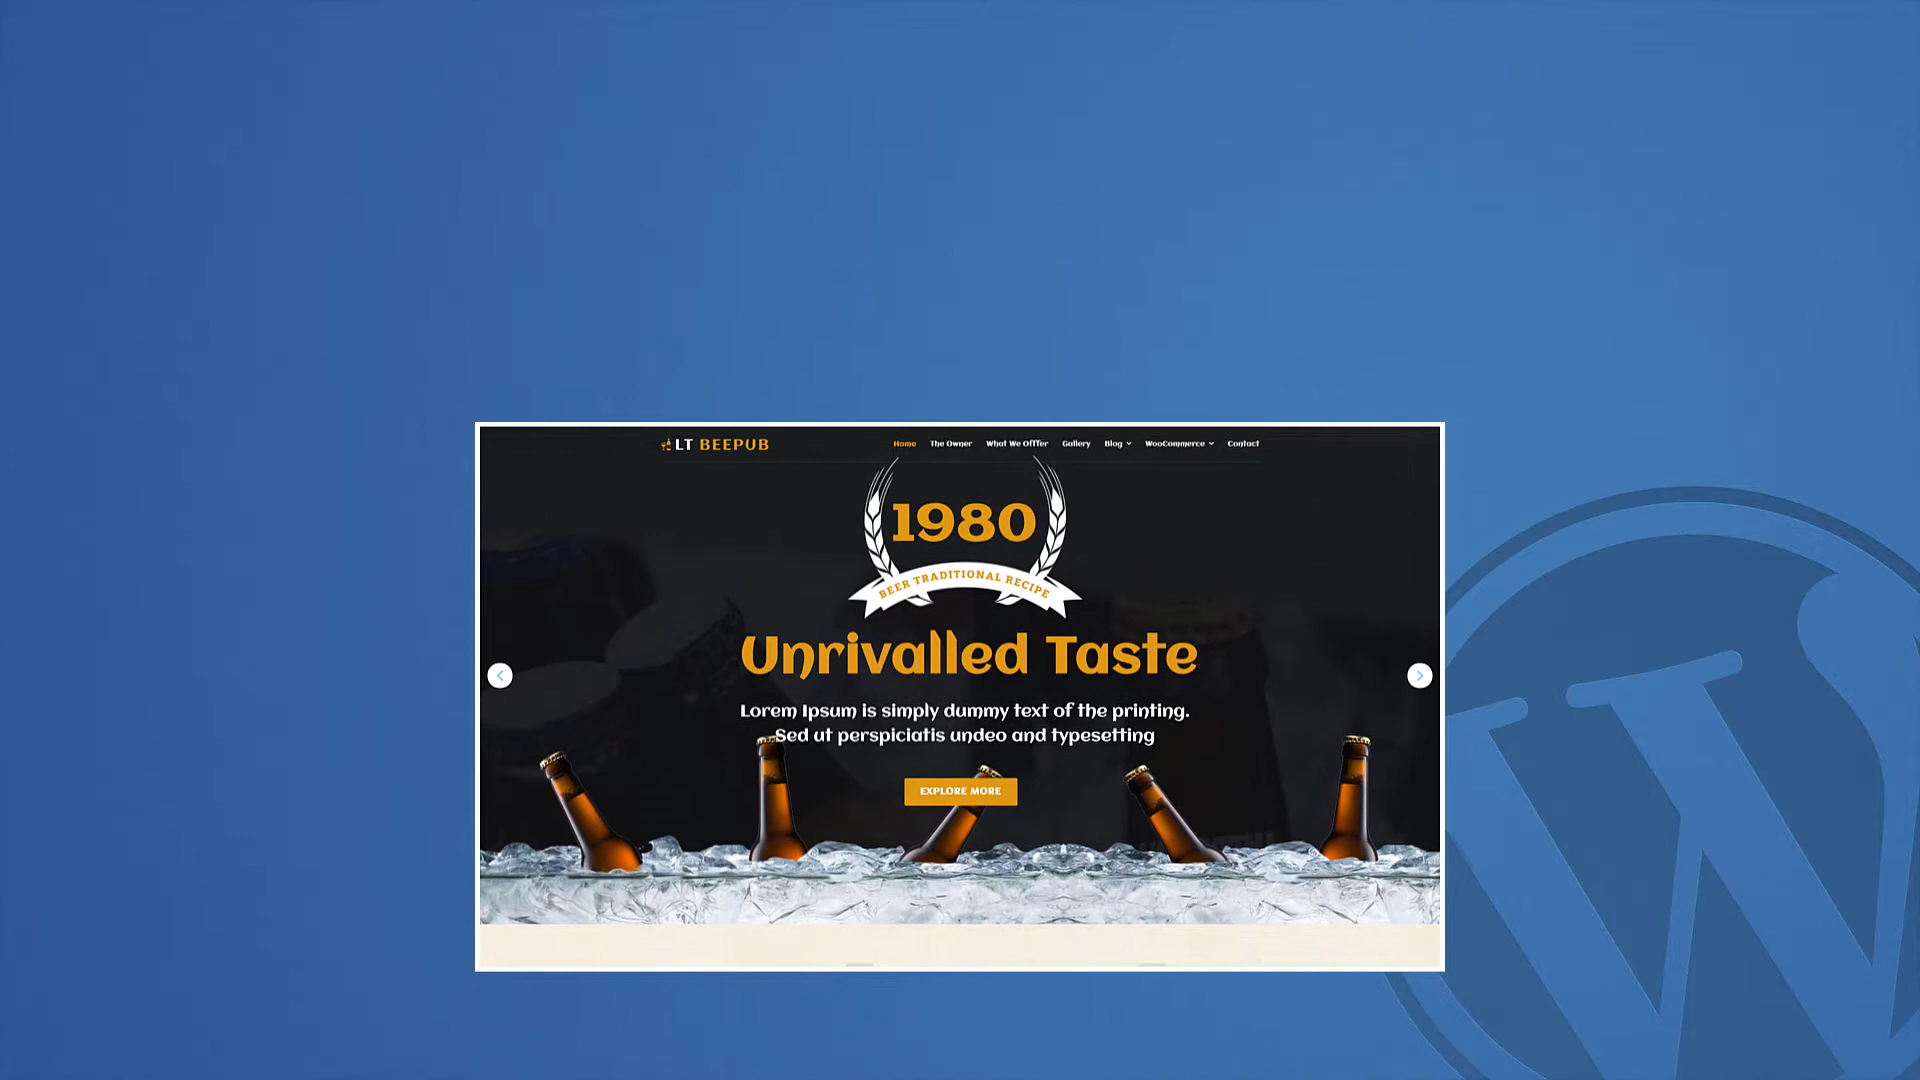 LT BEEPUB
Home The Owner What We Offfer Gallery Blog WooCommerce Contact
1980
BEER TRADITIONAL RECIPE
Unrivalled Taste
Lorem Ipsum is simply dummy text of the printing.
Sed ut perspiciatis undeo and typesetting
EXPLORE MORE